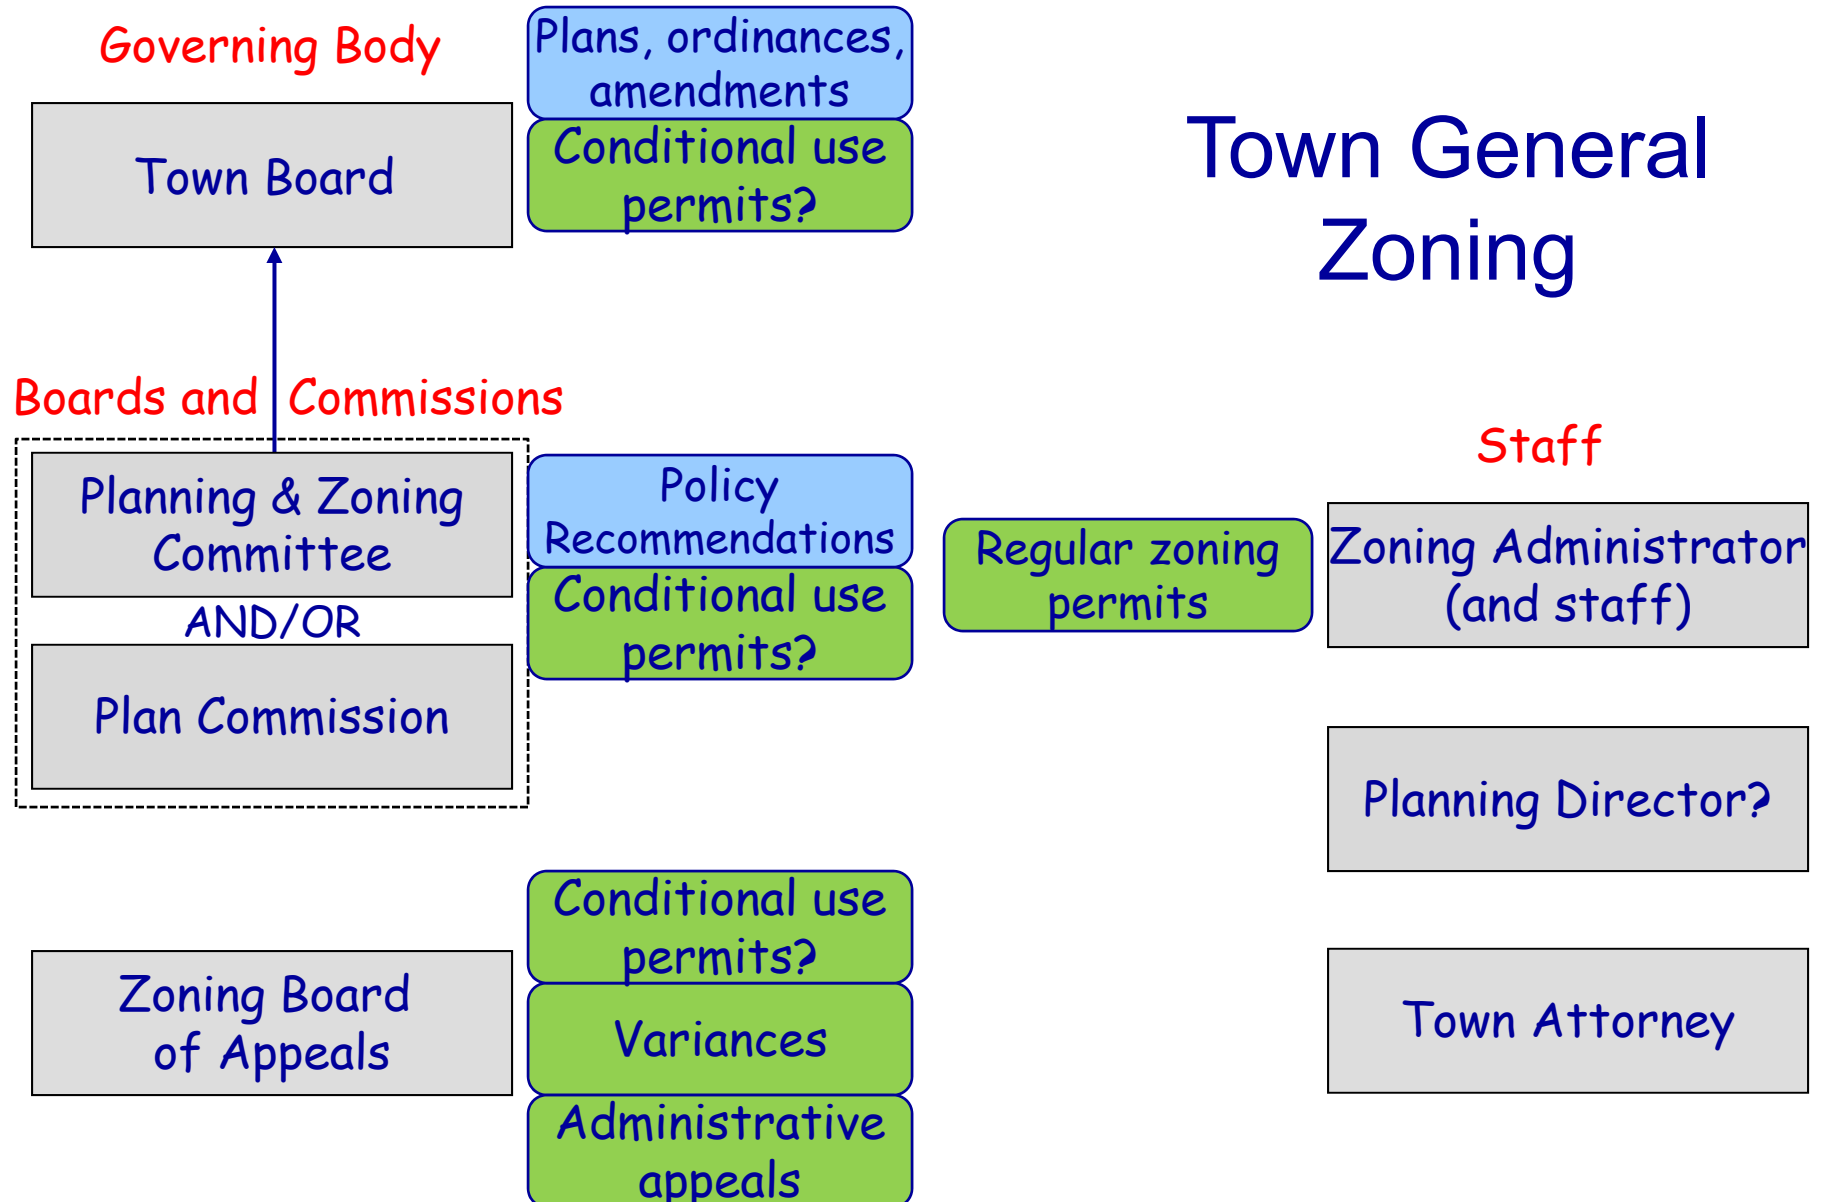 Governing Body
Plans, ordinances,
amendments
Conditional use
permits?
Town Board
Town General
Zoning
Boards and Commissions
Planning & Zoning
Committee
AND/OR
Plan Commission
Policy
Recommendations
Conditional use
permits?
Regular zoning
permits
Staff
Zoning Administrator
(and staff)
Planning Director?
Town Attorney
Zoning Board
of Appeals
Conditional use
permits?
Variances
Administrative
appeals